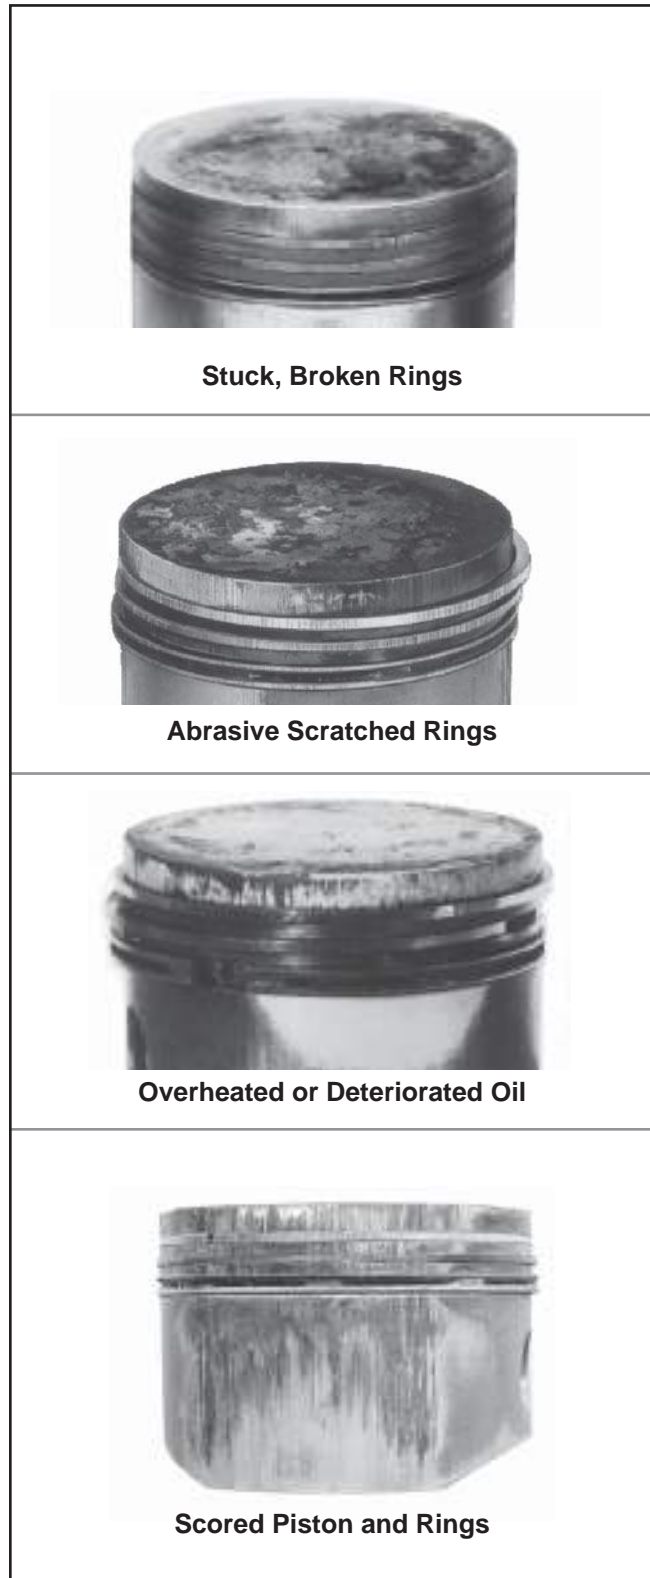 Stuck, Broken Rings
Abrasive Scratched Rings
Overheated or Deteriorated Oil
Scored Piston and Rings